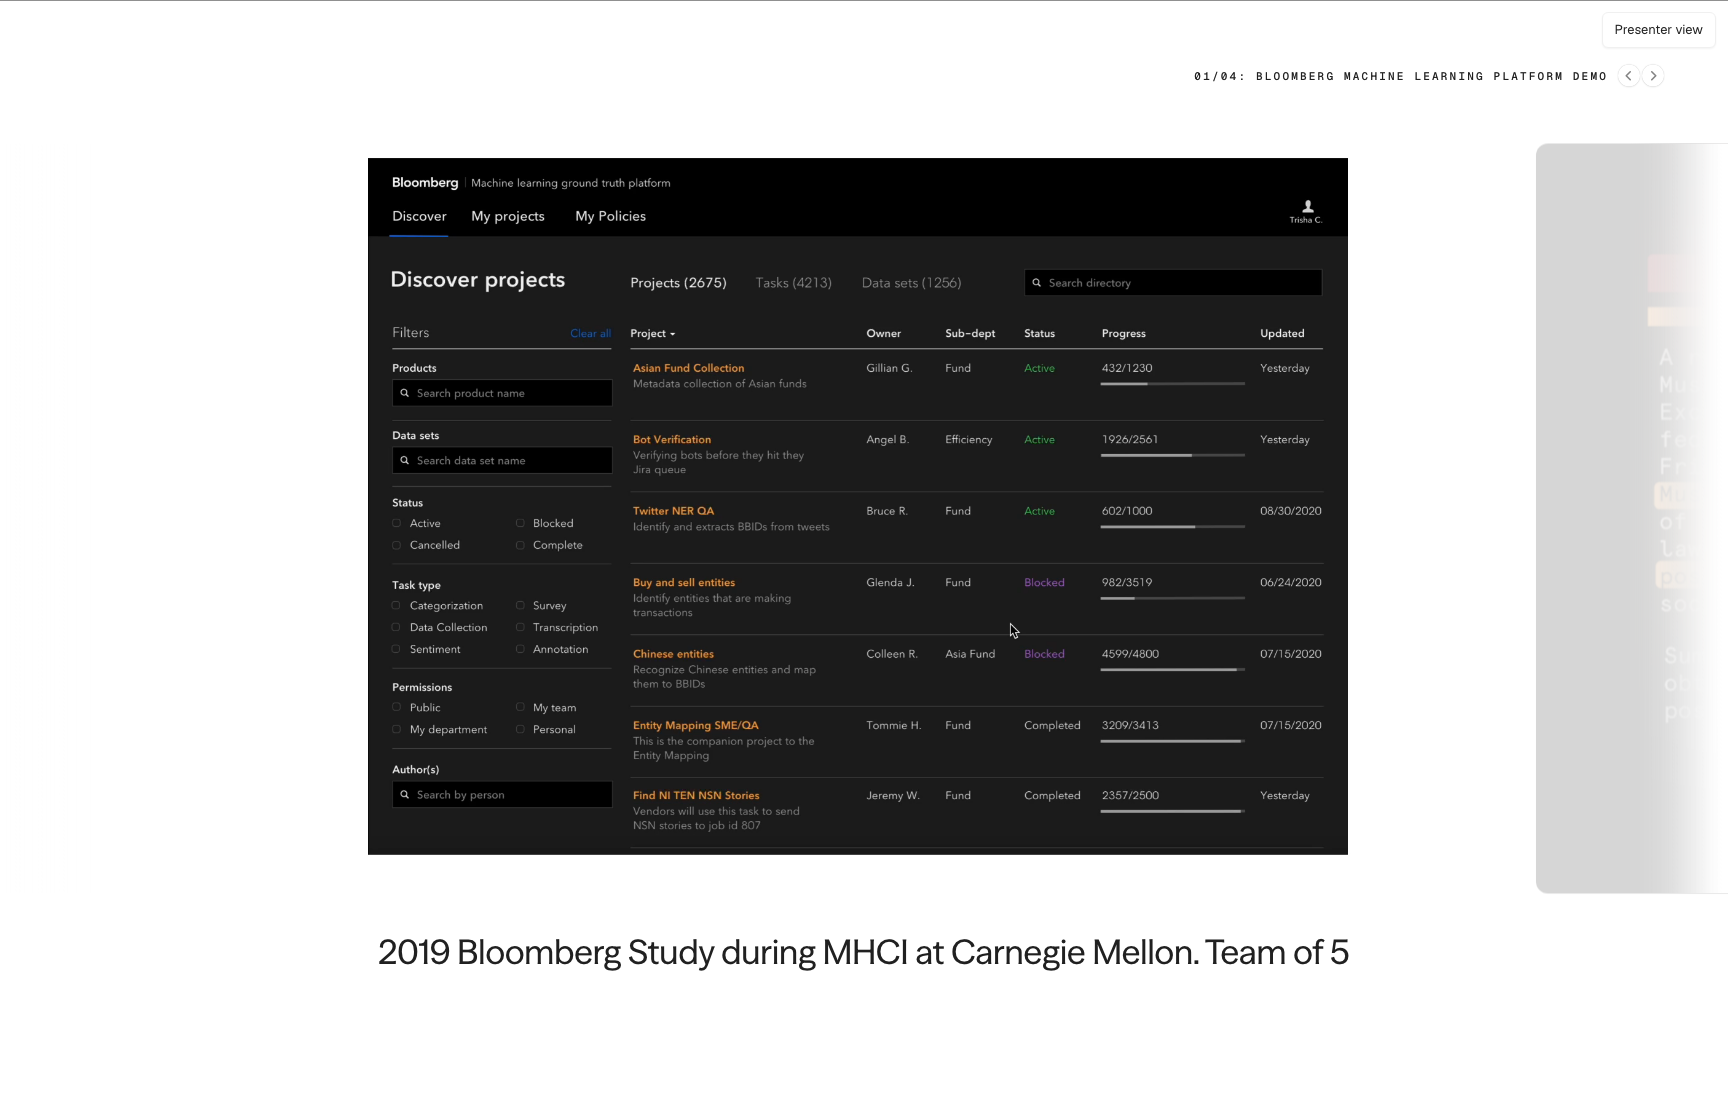 Presenter view
01/04: BLOOMBERG MACHINE LEARNING PLATFORM DEMO
Bloomberg Machine learning ground truth platform
Discover My projects My Policies
Trisha C.
Discover projects
Projects (2675) Tasks (4213) Data sets (1256)
Search directory
Filters Clear all
Products
Search product name
Data sets
Search data set name
Status
Active Blocked
Cancelled Complete
Task type
Categorization Survey
Data Collection Transcription
Sentiment Annotation
Permissions
Public My team
My department Personal
Author(s)
Search by person
Project Owner Sub-dept Status Progress Updated
Asian Fund Collection Gillian G. Fund Active 432/1230 Yesterday
Metadata collection of Asian funds
Bot Verification Angel B. Efficiency Active 1926/2561 Yesterday
Verifying bots before they hit they
Jira queue
Twitter NER QA Bruce R. Fund Active 602/1000 08/30/2020
Identify and extracts BBIDs from tweets
Buy and sell entities Glenda J. Fund Blocked 982/3519 06/24/2020
Identify entities that are making
transactions
Chinese entities Colleen R. Asia Fund Blocked 4599/4800 07/15/2020
Recognize Chinese entities and map
them to BBIDs
Entity Mapping SME/QA Tommie H. Fund Completed 3209/3413 07/15/2020
This is the companion project to the
Entity Mapping
Find NI TEN NSN Stories Jeremy W. Fund Completed 2357/2500 Yesterday
Vendors will use this task to send
NSN stories to job id 807
2019 Bloomberg Study during MHCI at Carnegie Mellon. Team of 5